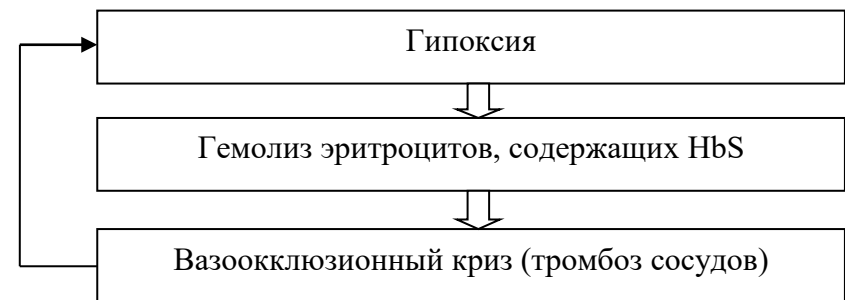 Гипоксия
Гемолиз эритроцитов, содержащих HbS
Вазоокклюзионный криз (тромбоз сосудов)